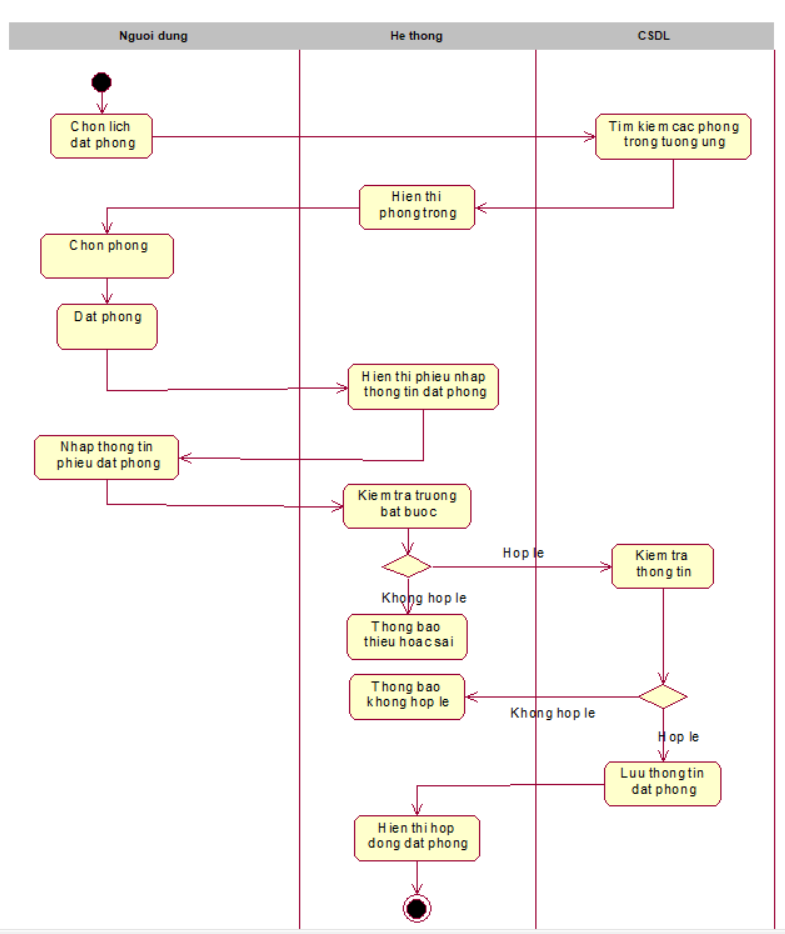 Nguoi dung
He thong
CSDL
Chon lich
dat phong
Tim kiem cac phong
trong tuong ung
Hien thi
phong trong
Chon phong
Dat phong
Hien thi phieu nhap
thong tin dat phong
Nhap thong tin
phieu dat phong
Kiem tra truong
bat buoc
Hop le
Kiem tra
thong tin
Khong hop le
Thong bao
thieu hoac sai
Thong bao
khong hop le
Khong hop le
Hop le
Luu thong tin
dat phong
Hien thi hop
dong dat phong